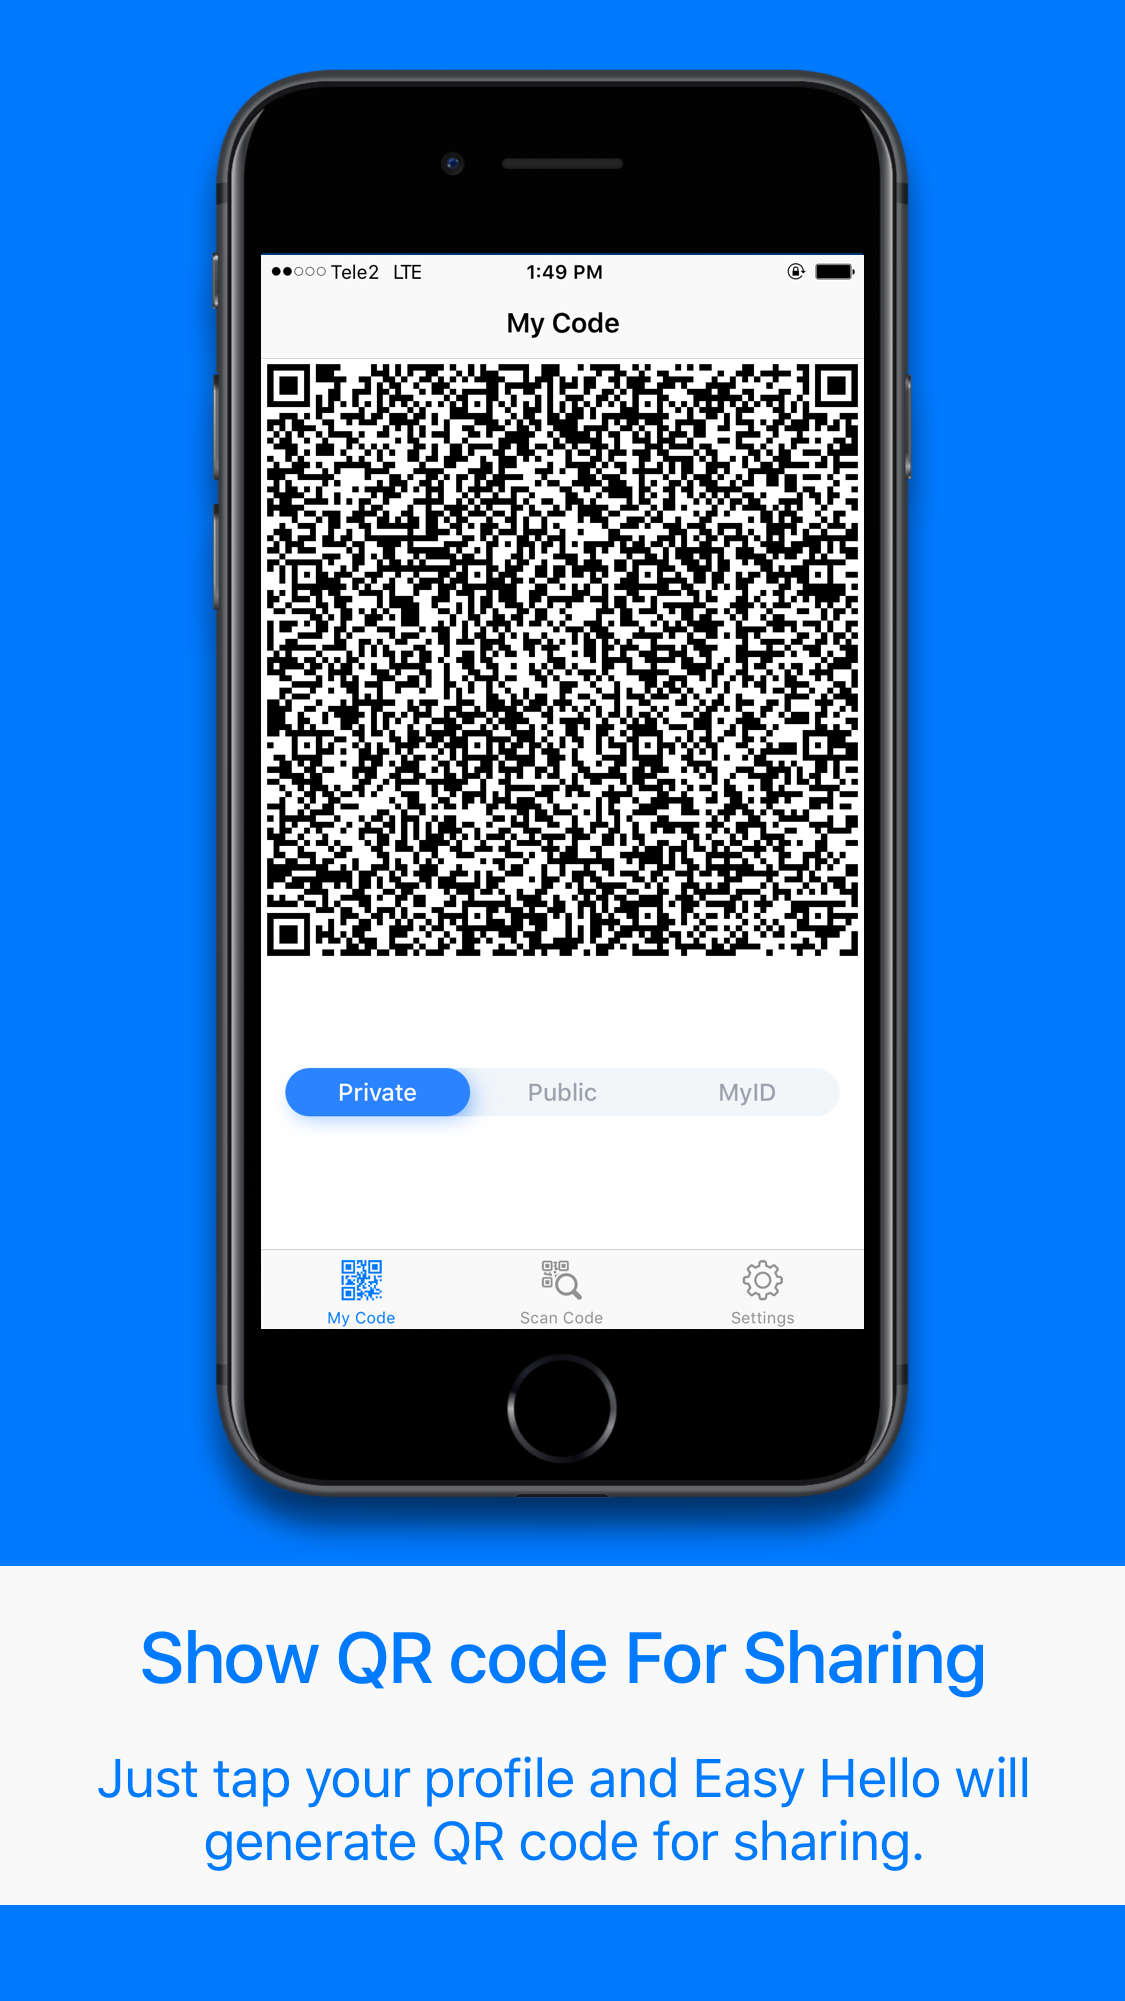 Tele2 LTE 1:49 PM
My Code
Private Public MyID
My Code Scan Code Settings
Show QR code For Sharing
Just tap your profile and Easy Hello will
generate QR code for sharing.